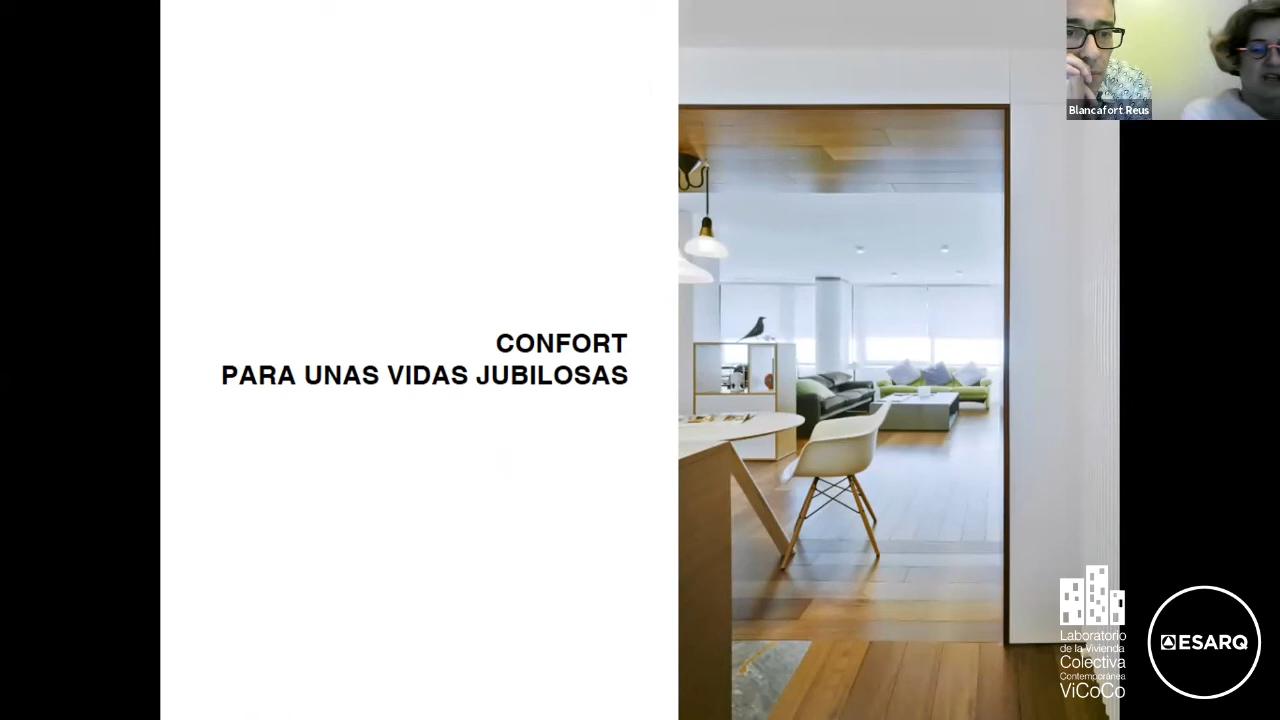 Blancafort Reus
CONFORT
PARA UNAS VIDAS JUBILOSAS
Laboratorio
de la Vivienda
Colectiva
Contemporánea
ViCoCo
ESARQ